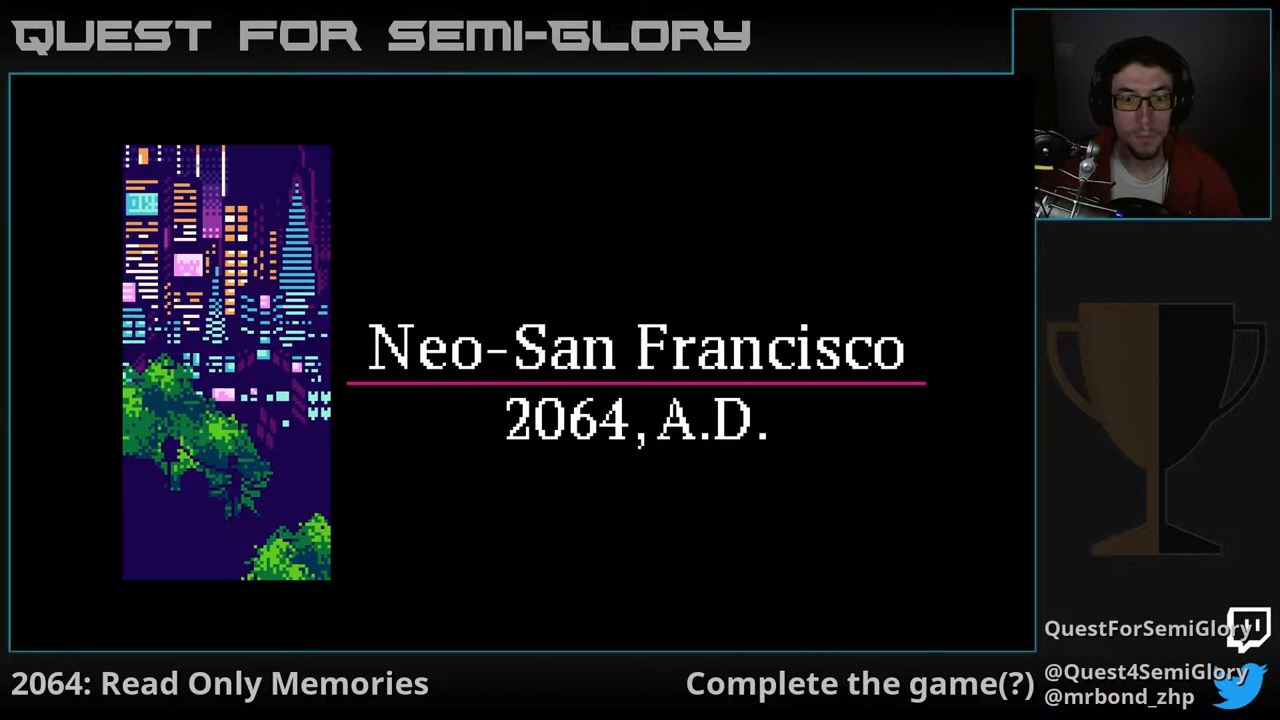 QUEST FOR SEMI-GLORY
Neo-San Francisco
2064, A.D.
QuestForSemiGlory
@Quest4SemiGlory
@mrbond_zhp
2064: Read Only Memories
Complete the game(?)